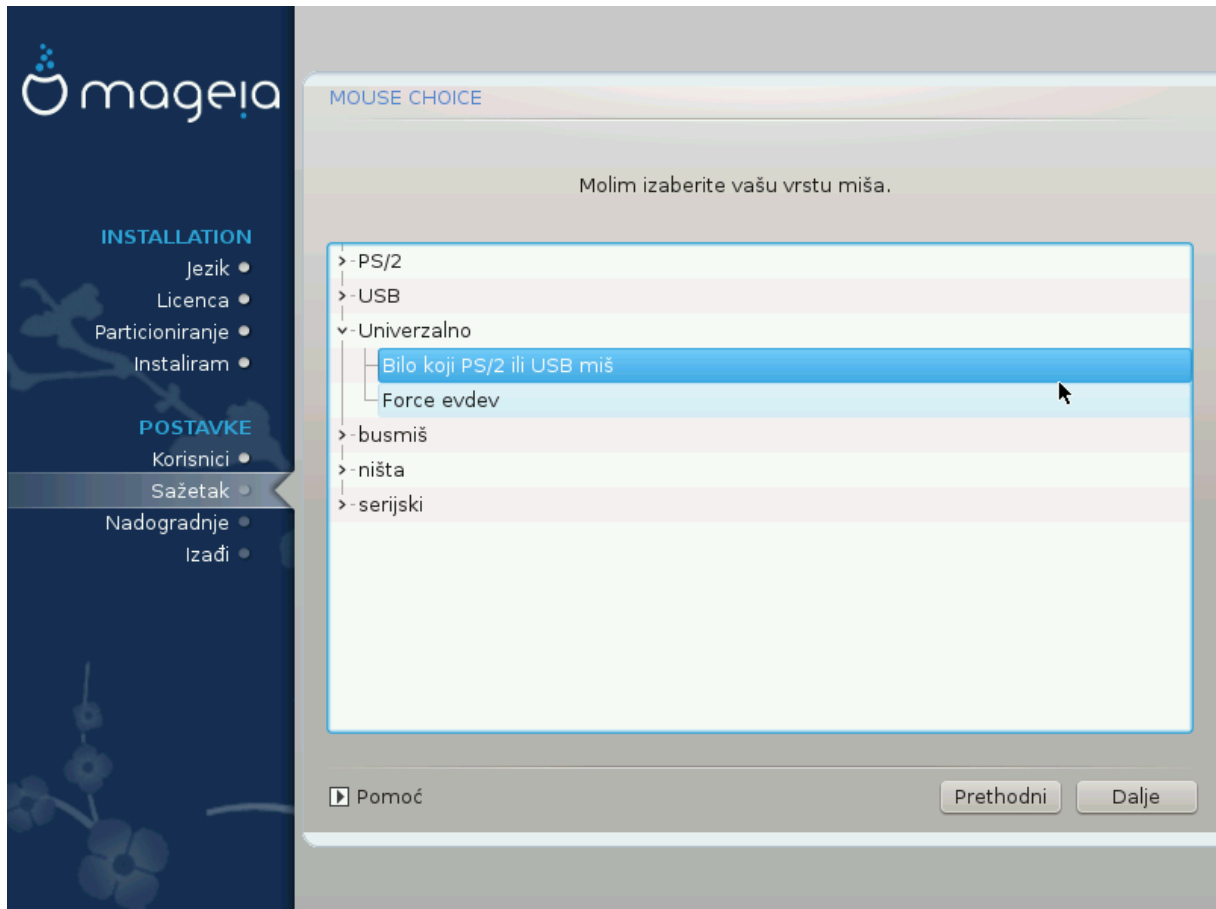 mageia
INSTALLATION
Jezik
Licenca
Particioniranje
Instaliram
POSTAVKE
Korisnici
Sažetak
Nadogradnje
Izađi
MOUSE CHOICE
Molim izaberite vašu vrstu miša.
PS/2
USB
Univerzalno
Bilo koji PS/2 ili USB miš
Force evdev
busmiš
ništa
serijski
Pomoć
Prethodni
Dalje